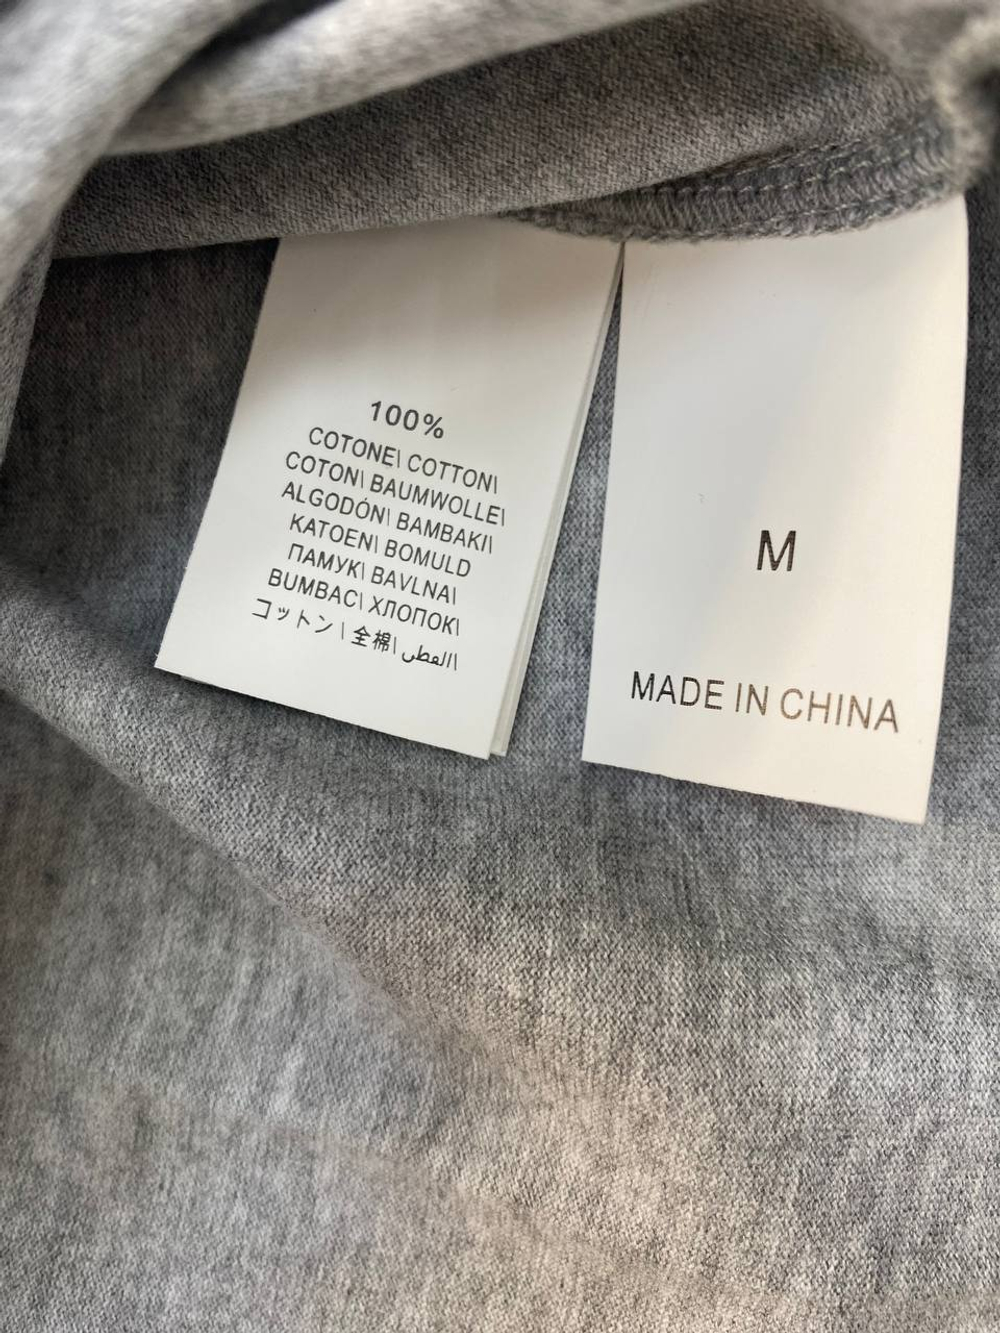 100%
COTONE\ COTTON\
COTON\ BAUMWOLLE\
ALGODÓN\ BAMBAKI\
KATOEN\ BOMULD
ПАМУК\ BAVLNA\
BUMBAC\ ХЛОПОК\
コットン \ 全棉\ القطن\\
M
MADE IN CHINA